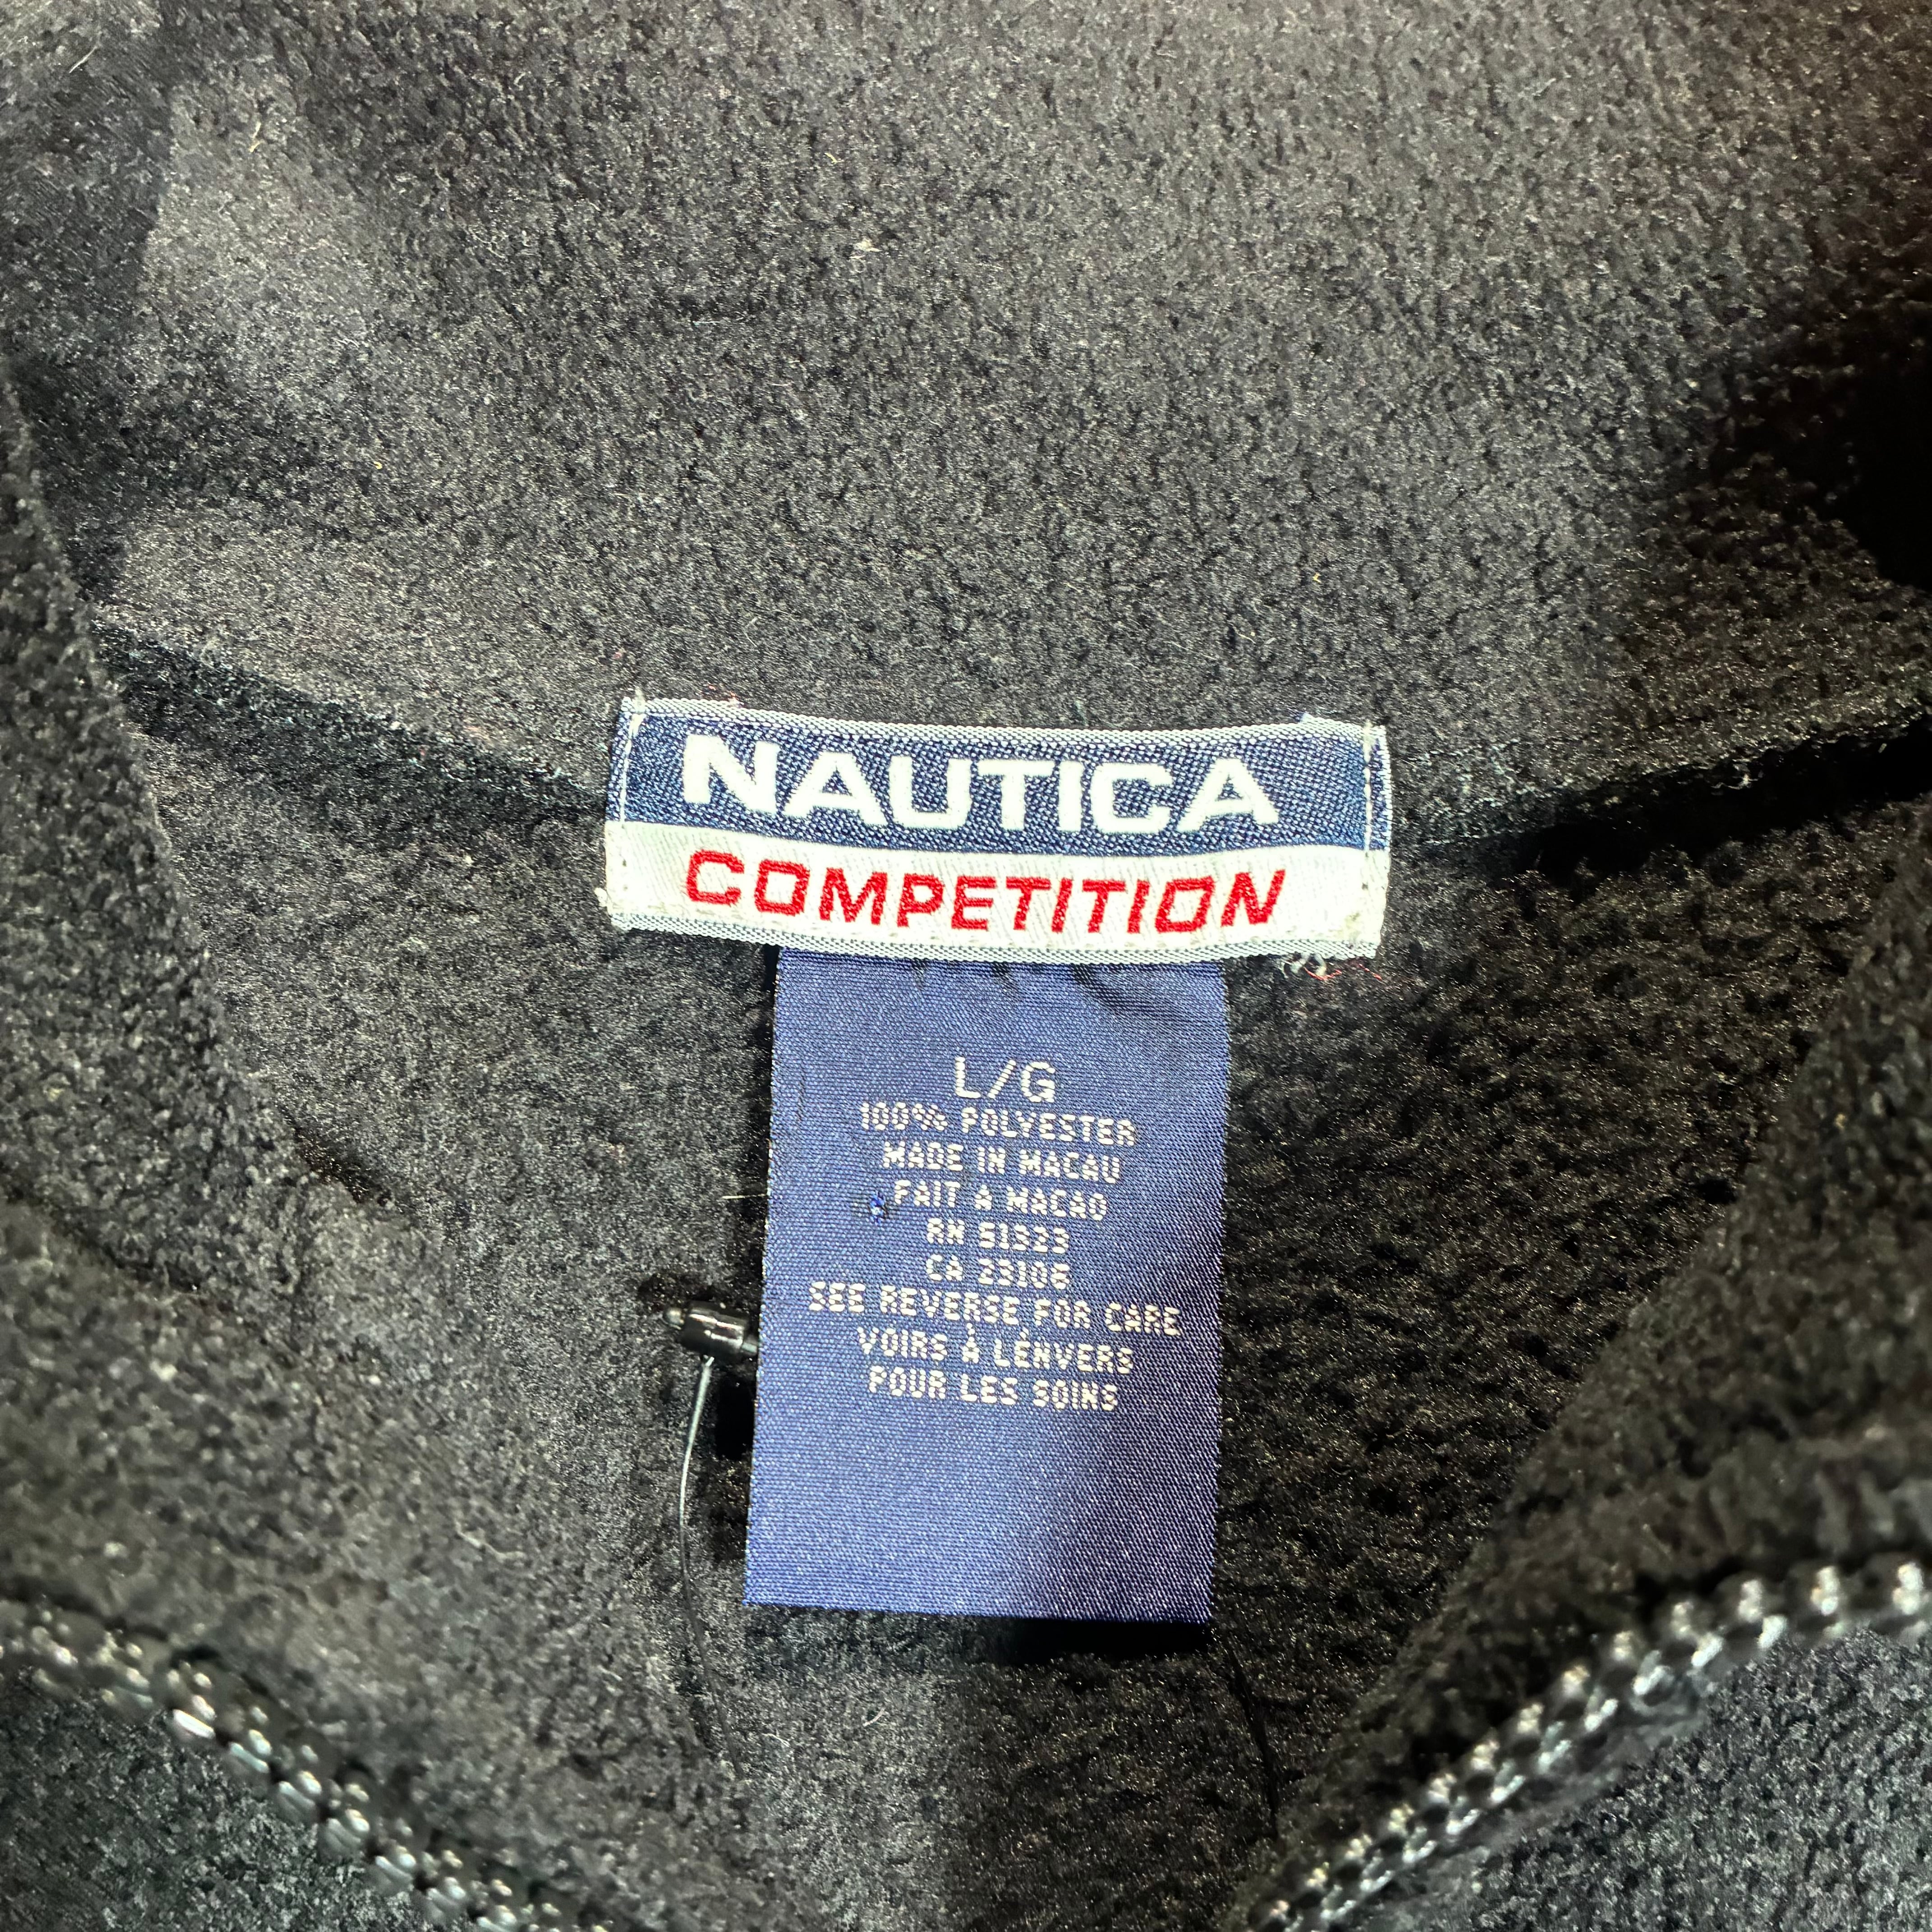 NAUTICA
COMPETITION
L/G
100% POLYESTER
MADE IN MACAU
FAIT A MACAO
RN 51323
CA 23106
SEE REVERSE FOR CARE
VOIRS À LÉNVERS
POUR LES SOINS